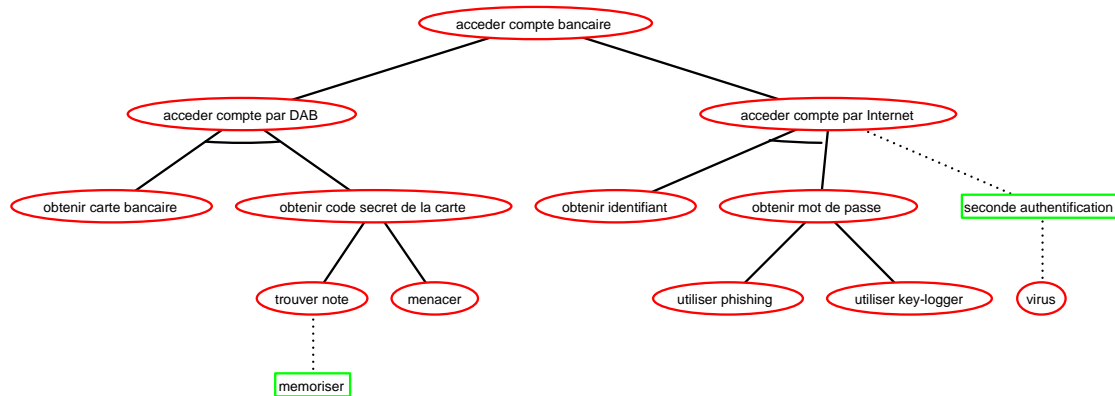 acceder compte bancaire
acceder compte par DAB
acceder compte par Internet
obtenir carte bancaire
obtenir code secret de la carte
obtenir identifiant
obtenir mot de passe
seconde authentification
trouver note
menacer
utiliser phishing
utiliser key-logger
virus
memoriser